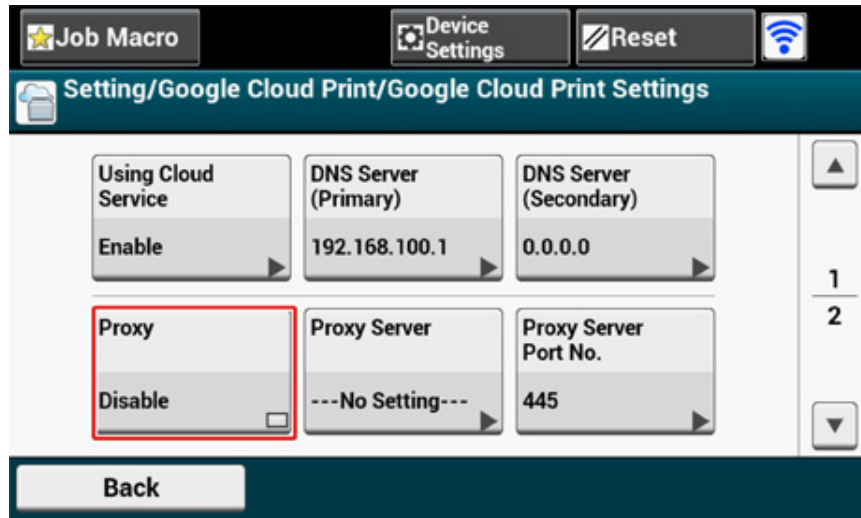 Job Macro
Device
Settings
Reset
Setting/Google Cloud Print/Google Cloud Print Settings
Using Cloud
Service
Enable
DNS Server
(Primary)
192.168.100.1
DNS Server
(Secondary)
0.0.0.0
1
2
Proxy
Disable
Proxy Server
---No Setting---
Proxy Server
Port No.
445
Back